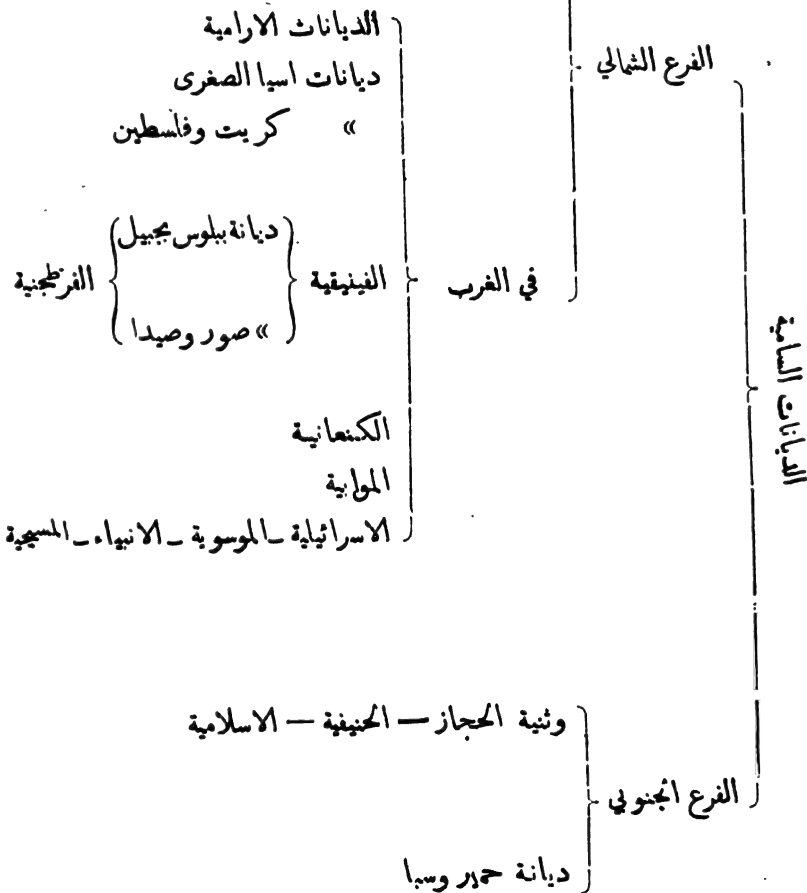 الديانات السامية
الفرع الشمالي
في الغرب
الديانات الارامية
ديانات اسيا الصغرى
» كريت وفلسطين
الفينيقية
ديانة ببلوس بجبيل
» صور وصيدا
القرطجنية
الكنعانية
الموابية
الاسرائيلية ـ الموسوية ـ الانبياء ـ المسيحية
الفرع الجنوبي
وثنية الحجاز — الحنيفية — الاسلامية
ديانة حمير وسبا